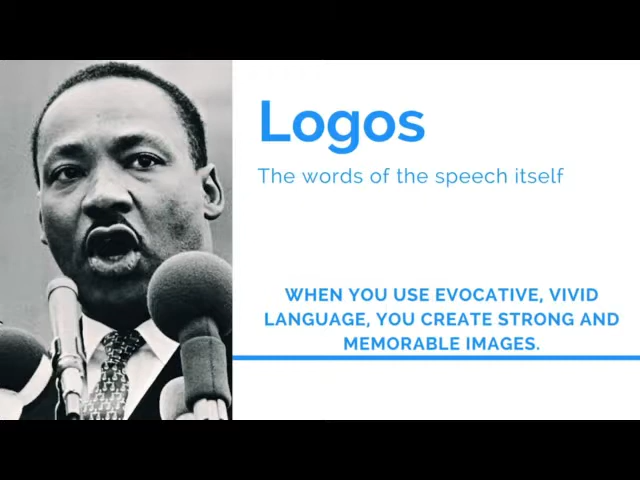 Logos
The words of the speech itself
WHEN YOU USE EVOCATIVE, VIVID
LANGUAGE, YOU CREATE STRONG AND
MEMORABLE IMAGES.